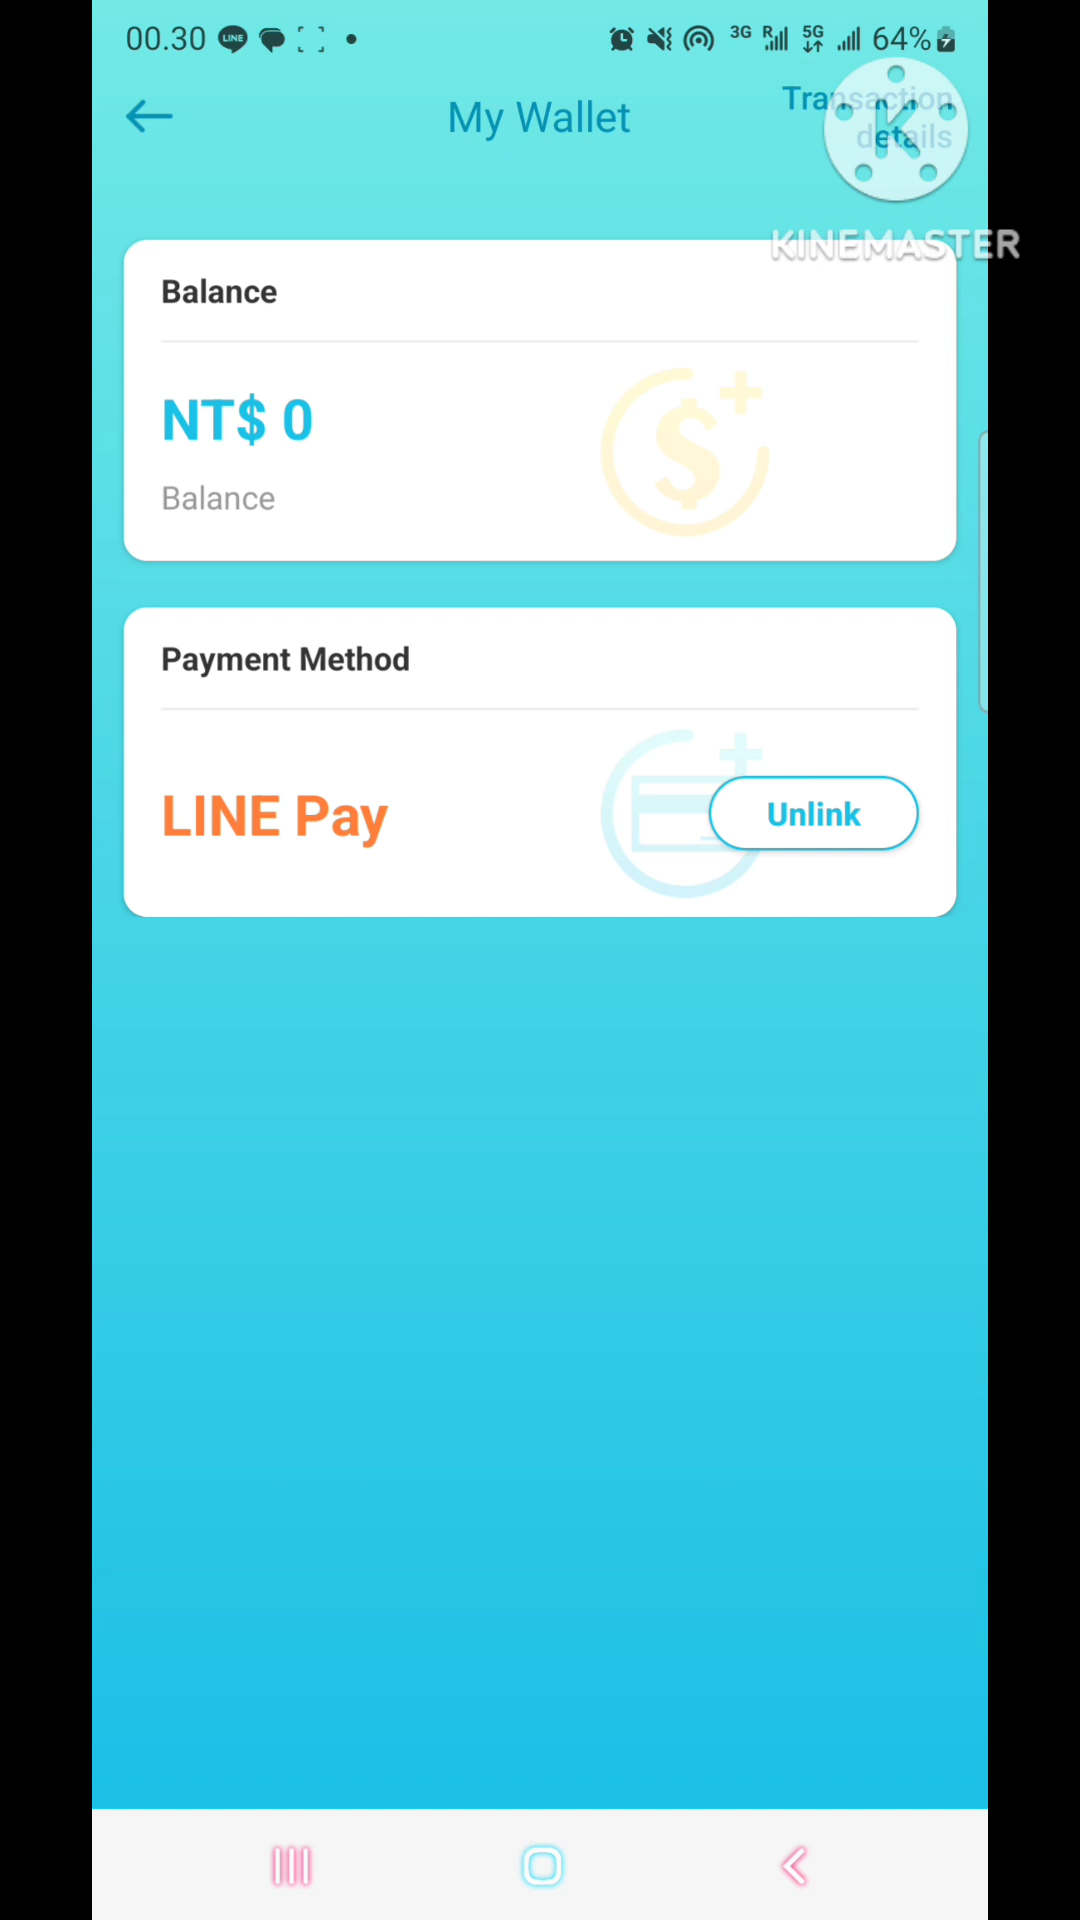 00.30 LINE 3G R 5G 64%
My Wallet
Transaction
details
K
KINEMASTER
Balance
NT$ 0
Balance
Payment Method
LINE Pay
Unlink